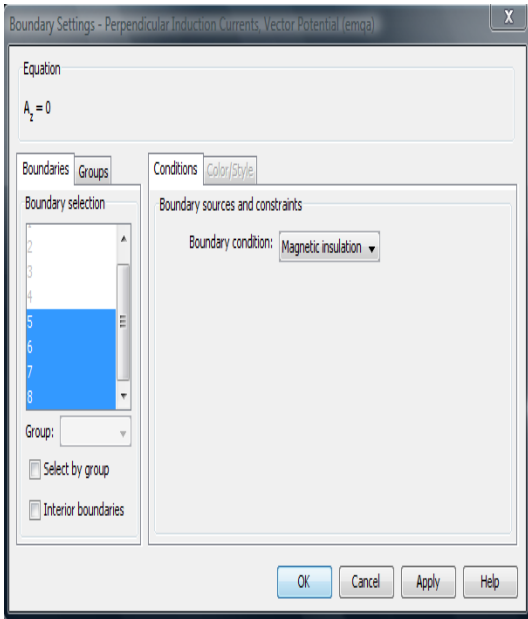 Boundary Settings - Perpendicular Induction Currents, Vector Potential (emqa)
X
Equation
A_z = 0
Boundaries Groups
Boundary selection
2
3
4
5
6
7
8
Group:
Select by group
Interior boundaries
Conditions Color/Style
Boundary sources and constraints
Boundary condition: Magnetic insulation
OK Cancel Apply Help